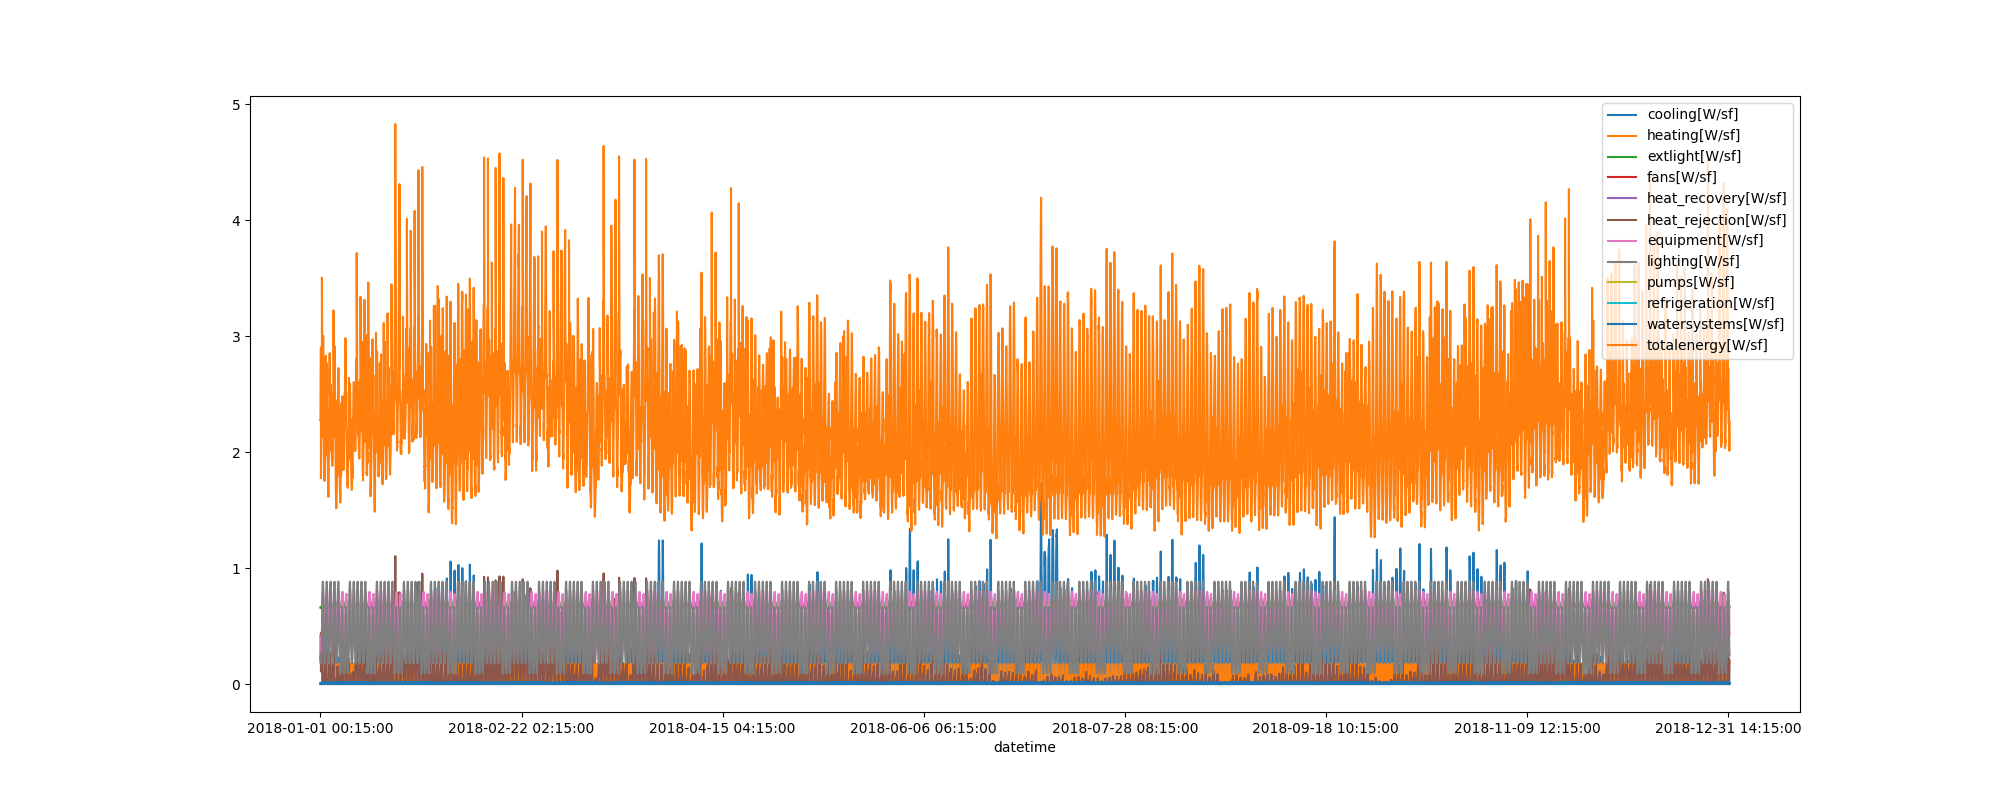 5
4
3
2
1
0
cooling[W/sf]
heating[W/sf]
extlight[W/sf]
fans[W/sf]
heat_recovery[W/sf]
heat_rejection[W/sf]
equipment[W/sf]
lighting[W/sf]
pumps[W/sf]
refrigeration[W/sf]
watersystems[W/sf]
totalenergy[W/sf]
2018-01-01 00:15:00 2018-02-22 02:15:00 2018-04-15 04:15:00 2018-06-06 06:15:00 2018-07-28 08:15:00 2018-09-18 10:15:00 2018-11-09 12:15:00 2018-12-31 14:15:00
datetime